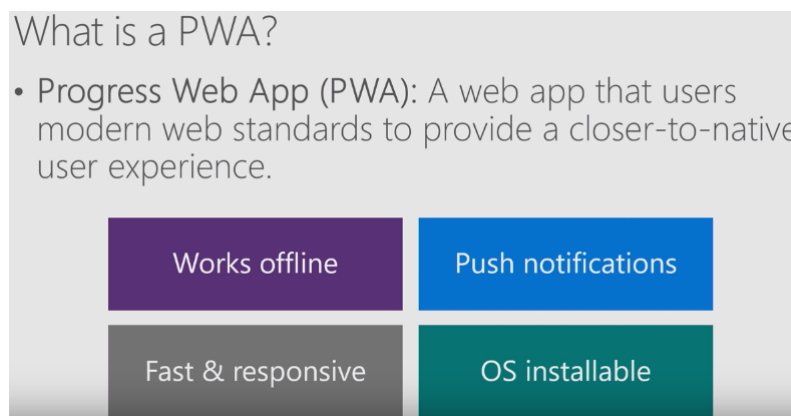 What is a PWA?
• Progress Web App (PWA): A web app that users
modern web standards to provide a closer-to-native
user experience.
Works offline
Push notifications
Fast & responsive
OS installable